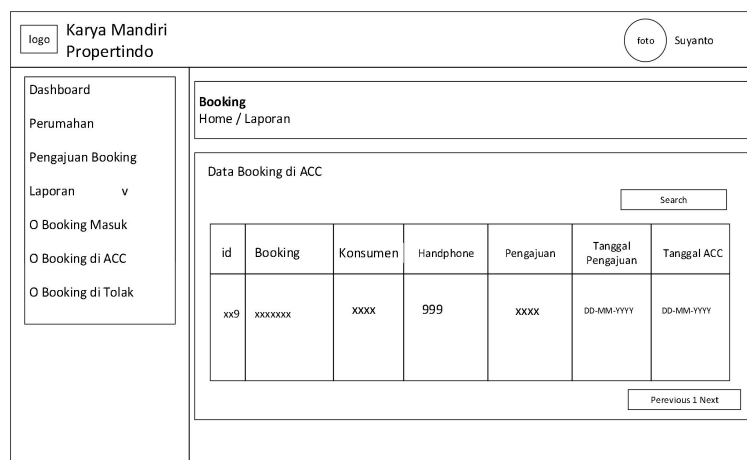 logo
Karya Mandiri
Propertindo
foto
Suyanto
Dashboard
Perumahan
Pengajuan Booking
Laporan v
O Booking Masuk
O Booking di ACC
O Booking di Tolak
Booking
Home / Laporan
Data Booking di ACC
Search
id Booking Konsumen Handphone Pengajuan Tanggal Pengajuan Tanggal ACC
xx9 xxxxxxx xxxx 999 xxxx DD-MM-YYYY DD-MM-YYYY
Perevious 1 Next